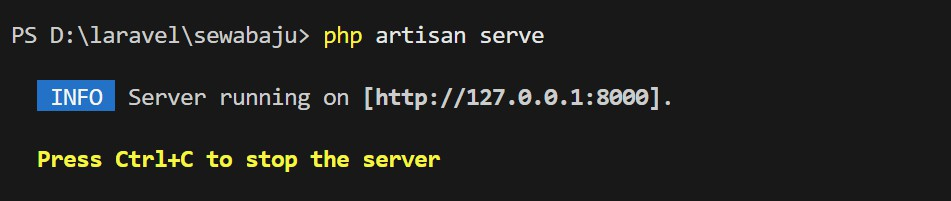 PS D:\laravel\sewabaju> php artisan serve
INFO Server running on [http://127.0.0.1:8000].
Press Ctrl+C to stop the server